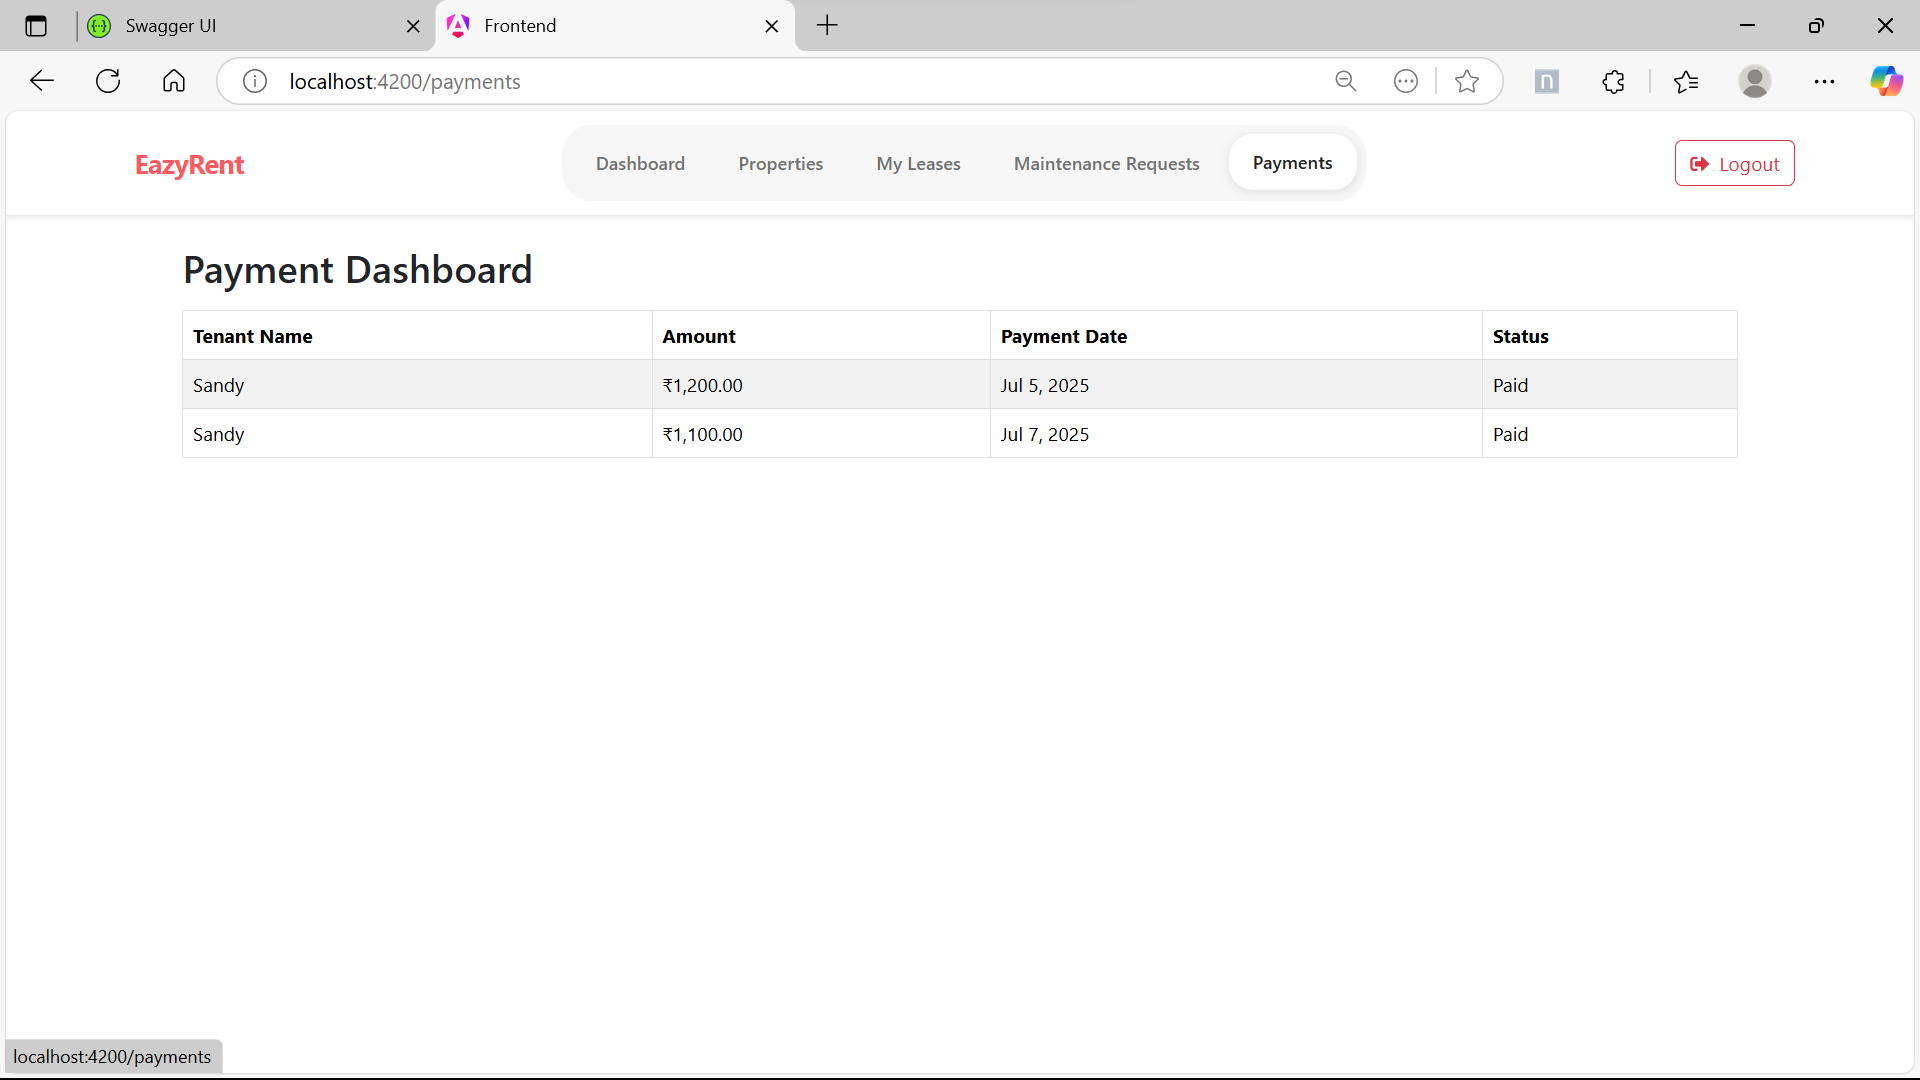 Swagger UI
Frontend
localhost:4200/payments
n
EazyRent
Dashboard Properties My Leases Maintenance Requests Payments
Logout
Payment Dashboard
Tenant Name Amount Payment Date Status
Sandy ₹1,200.00 Jul 5, 2025 Paid
Sandy ₹1,100.00 Jul 7, 2025 Paid
localhost:4200/payments